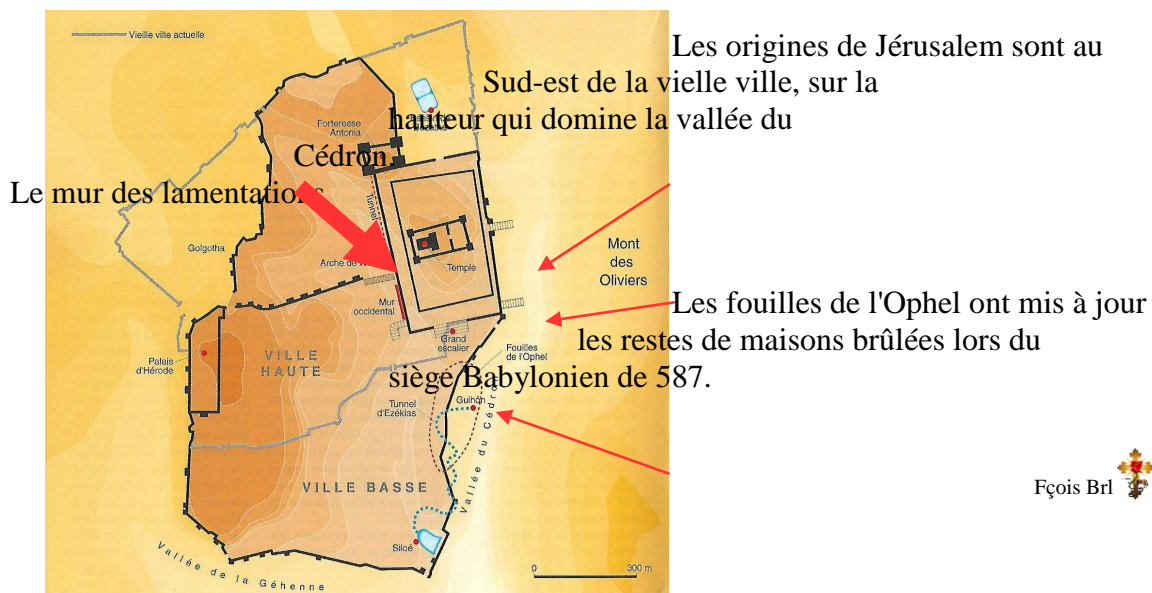 Les origines de Jérusalem sont au
Sud-est de la vielle ville, sur la
hauteur qui domine la vallée du
Cédron.
Le mur des lamentations
Les fouilles de l'Ophel ont mis à jour
les restes de maisons brûlées lors du
siège Babylonien de 587.
Fçois Brl
Vieille ville actuelle
Forteresse
Antonia
Tunnel
Golgotha
Arche de
Temple
Mont
des
Oliviers
Mur
occidental
Grand
escalier
Fouilles
de l'Ophel
Palais
d'Hérode
VILLE
HAUTE
Tunnel
d'Ezékias
Guihon
Vallée du Cédron
VILLE BASSE
Siloé
Vallée de la Géhenne
0 300 m